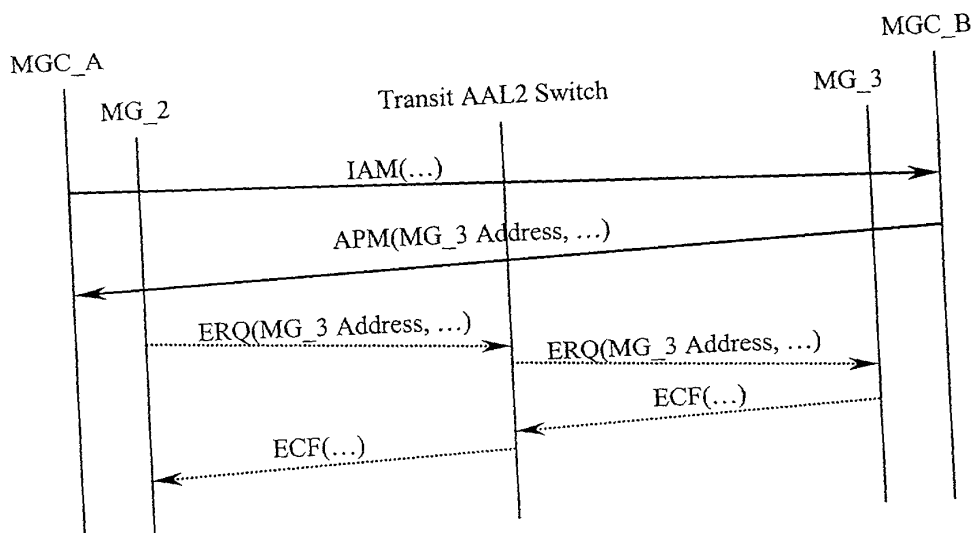 MGC_A
MG_2
Transit AAL2 Switch
MG_3
MGC_B
IAM(…)
APM(MG_3 Address, …)
ERQ(MG_3 Address, …)
ERQ(MG_3 Address, …)
ECF(…)
ECF(…)